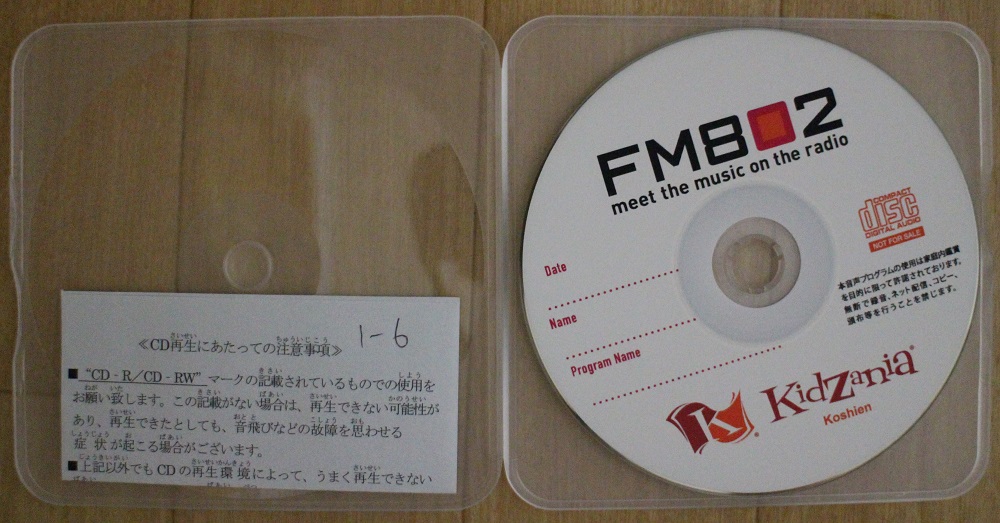 1-6
≪CD再生にあたっての注意事項≫
■“CD‐R／CD‐RW”マークの記載されているものでの使用を
お願い致します。この記載がない場合は、再生できない可能性が
あり、再生できたとしても、音飛びなどの故障を思わせる
症状が起こる場合がございます。
■上記以外でもCDの再生環境によって、うまく再生できない
FM802
meet the music on the radio
COMPACT
disc
DIGITAL AUDIO
NOT FOR SALE
本音声プログラムの使用は家庭内鑑賞
を目的に限って許諾されております。
無断で録音、ネット配信、コピー、
頒布等を行うことを禁じます。
Date
Name
Program Name
KidZania®
Koshien